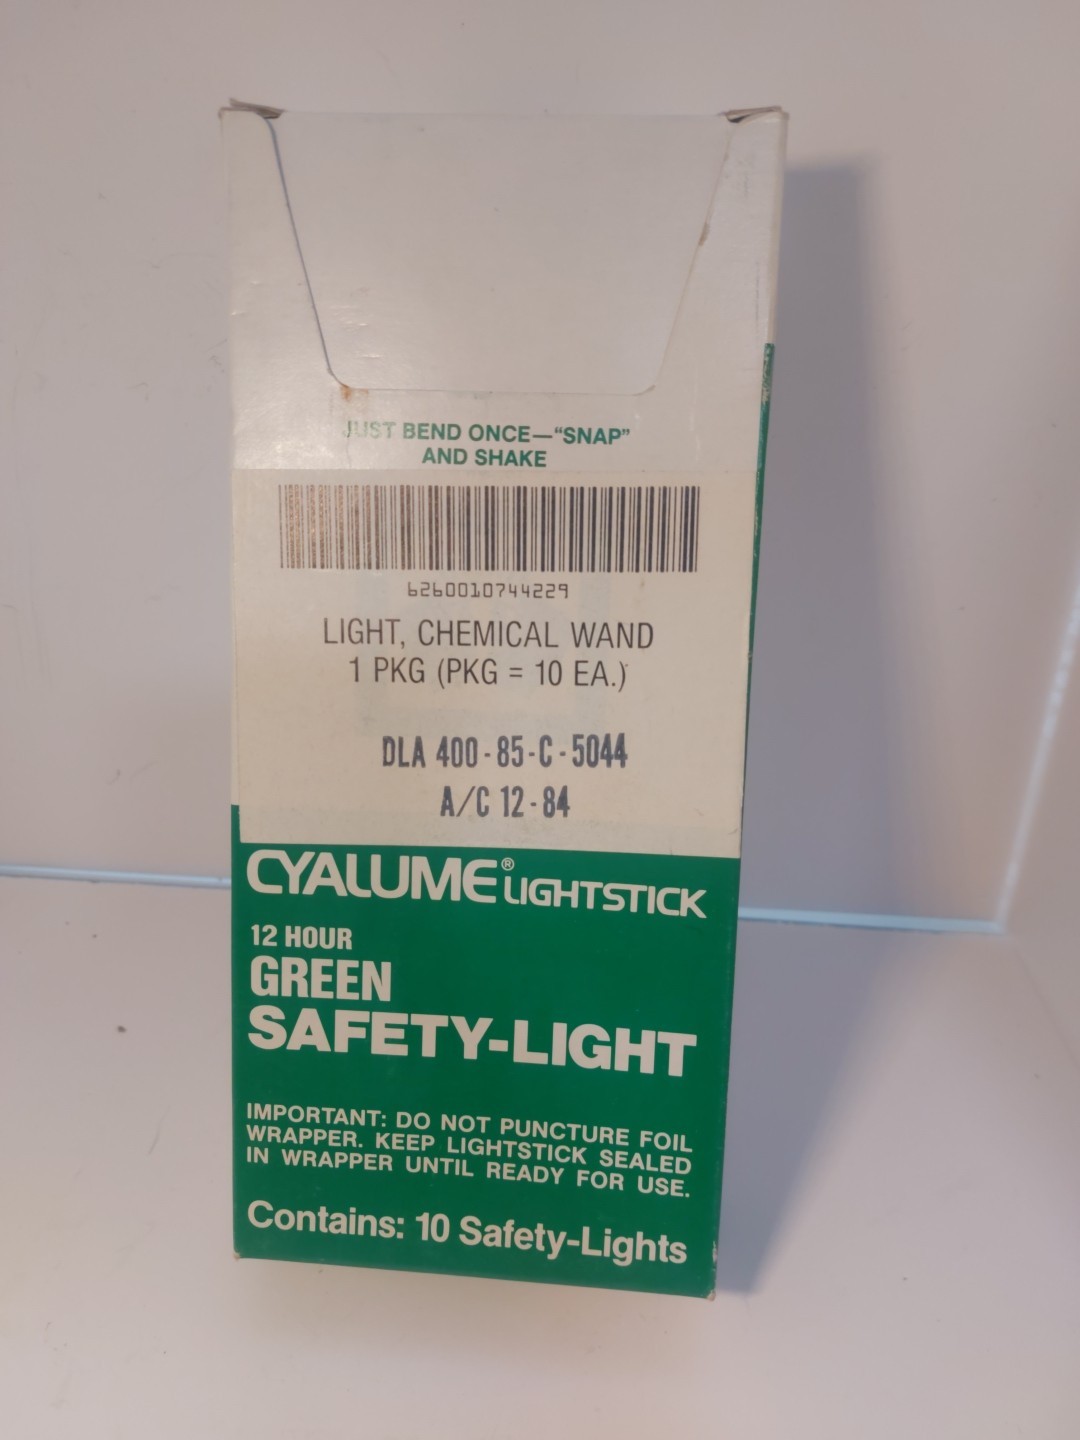 JUST BEND ONCE—“SNAP”
AND SHAKE
6260010744229
LIGHT, CHEMICAL WAND
1 PKG (PKG = 10 EA.)
DLA 400-85-C-5044
A/C 12-84
CYALUME® LIGHTSTICK
12 HOUR
GREEN
SAFETY-LIGHT
IMPORTANT: DO NOT PUNCTURE FOIL
WRAPPER. KEEP LIGHTSTICK SEALED
IN WRAPPER UNTIL READY FOR USE.
Contains: 10 Safety-Lights